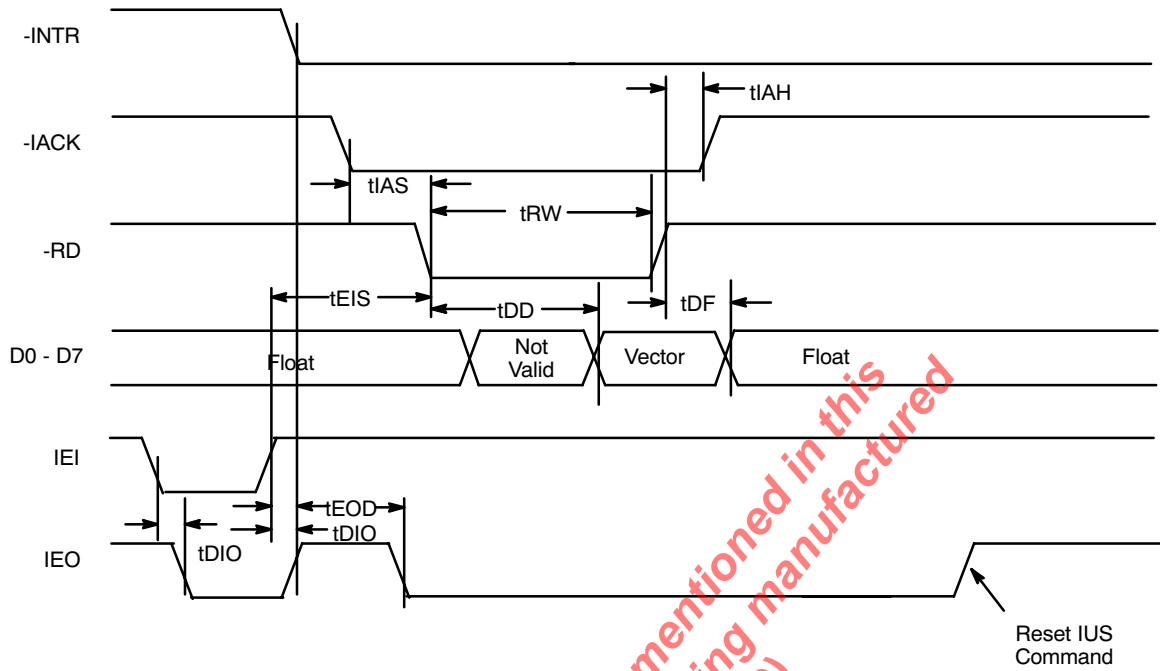 -INTR
tIAH
-IACK
tIAS
tRW
-RD
tEIS
tDD
tDF
D0 - D7
Float
Not
Valid
Vector
Float
IEI
tEOD
tDIO
tDIO
IEO
Reset IUS
Command
mentioned in this
ing manufactured